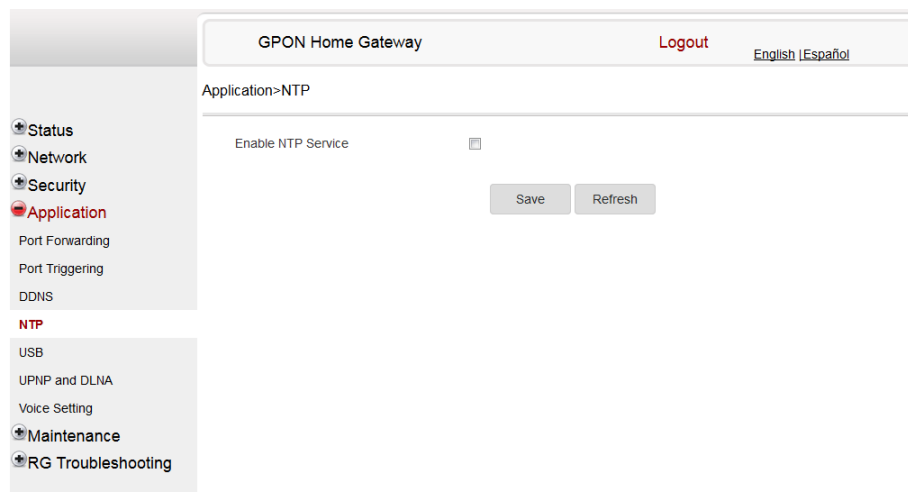 GPON Home Gateway
Logout
English | Español
Application>NTP
Status
Network
Security
Application
Port Forwarding
Port Triggering
DDNS
NTP
USB
UPNP and DLNA
Voice Setting
Maintenance
RG Troubleshooting
Enable NTP Service
Save
Refresh